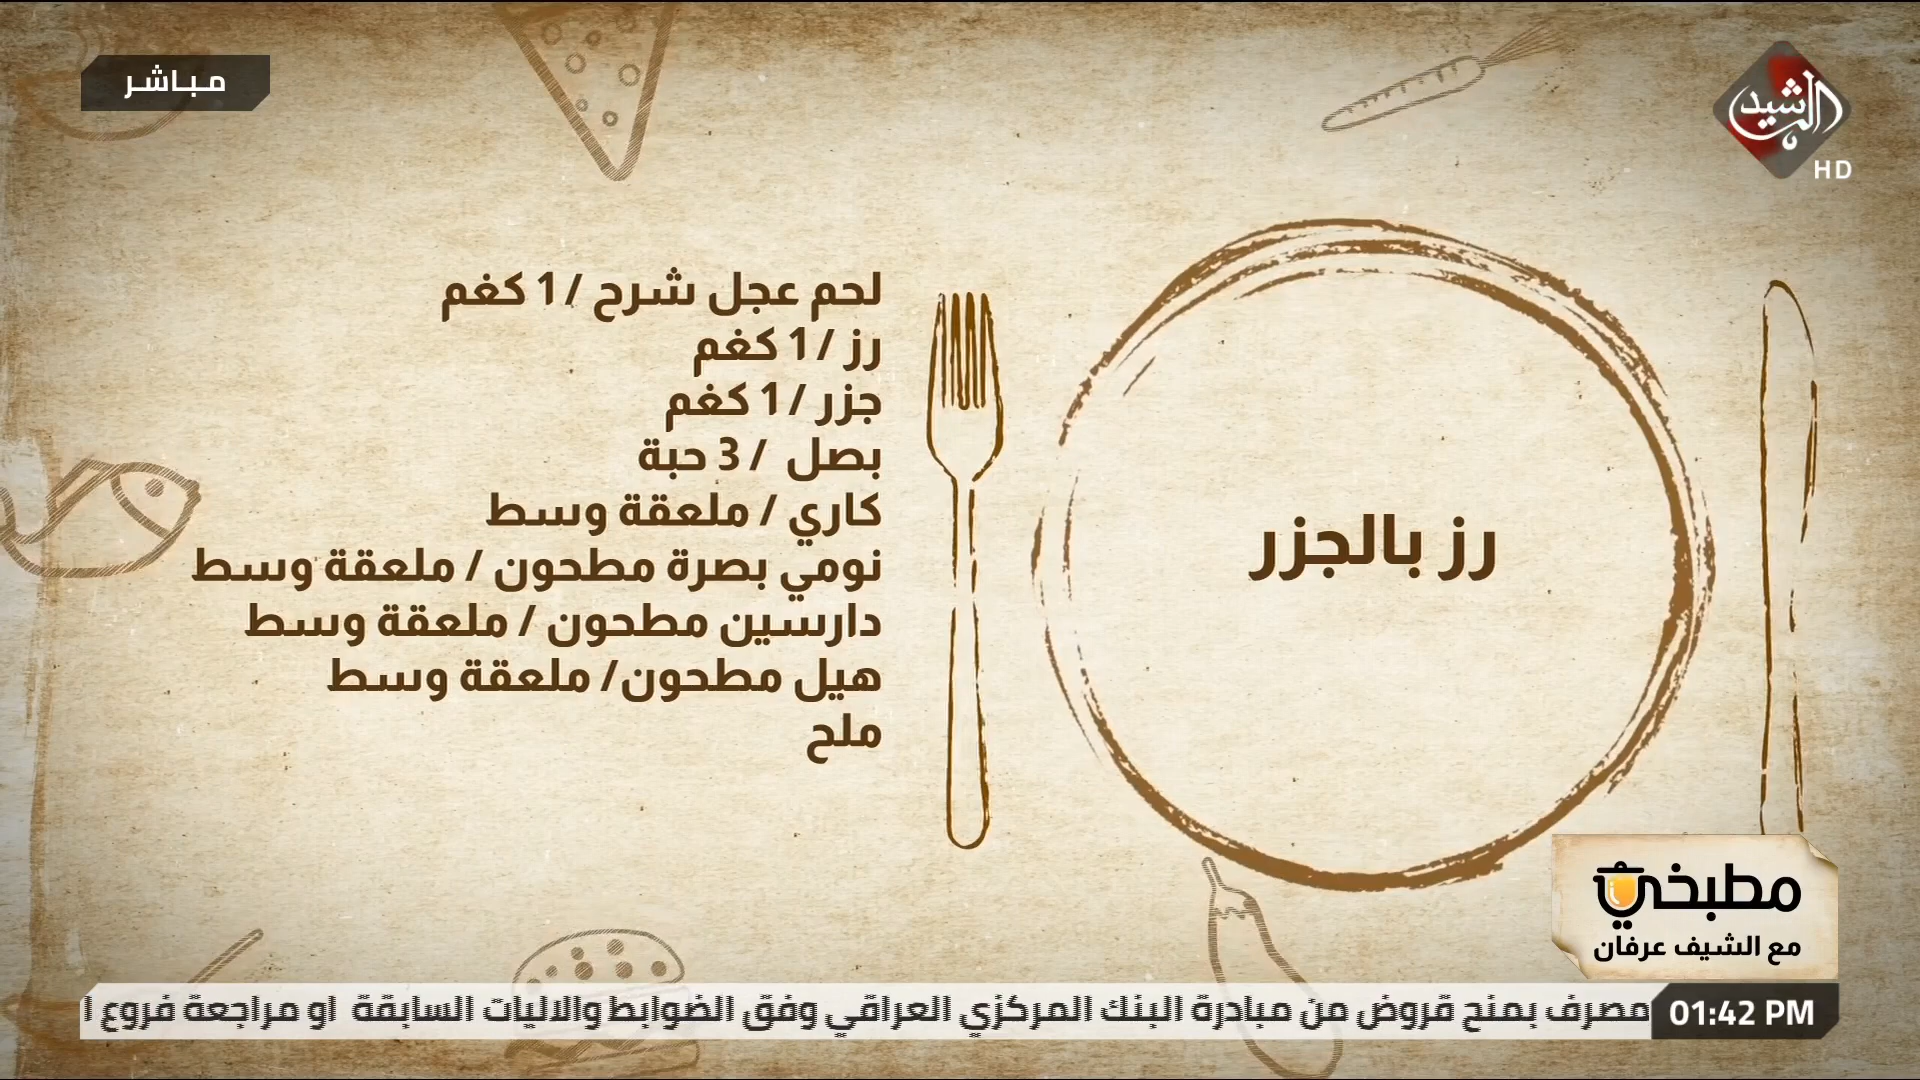 مباشر
الرشيد
HD
لحم عجل شرح / 1 كغم
رز / 1 كغم
جزر / 1 كغم
بصل / 3 حبة
كاري / ملعقة وسط
نومي بصرة مطحون / ملعقة وسط
دارسين مطحون / ملعقة وسط
هيل مطحون/ ملعقة وسط
ملح
رز بالجزر
مطبخي
مع الشيف عرفان
01:42 PM
مصرف بمنح قروض من مبادرة البنك المركزي العراقي وفق الضوابط والاليات السابقة او مراجعة فروع ا